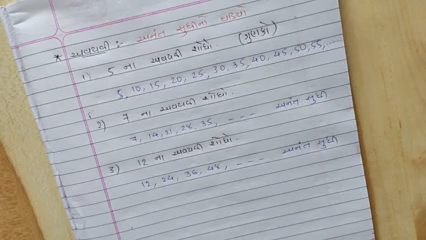 * અવયવી :- અનંત સુધીનો ઘડિયો
1) 5 ના અવયવી શોધો. (ગુણકો)
5, 10, 15, 20, 25, 30, 35, 40, 45, 50, 55, ....
2) 7 ના અવયવી શોધો.
7, 14, 21, 28, 35, - - - અનંત સુધી
3) 12 ના અવયવી શોધો.
12, 24, 36, 48, - - - અનંત સુધી